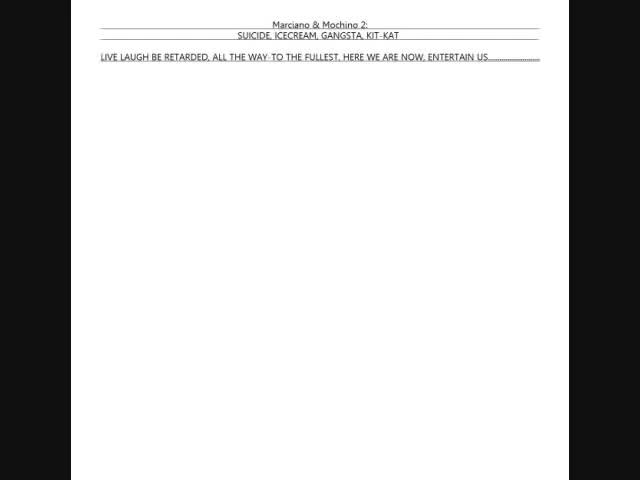 Marciano & Mochino 2:
SUICIDE, ICECREAM, GANGSTA, KIT-KAT
LIVE LAUGH BE RETARDED, ALL THE WAY-TO THE FULLEST, HERE WE ARE NOW, ENTERTAIN US........................